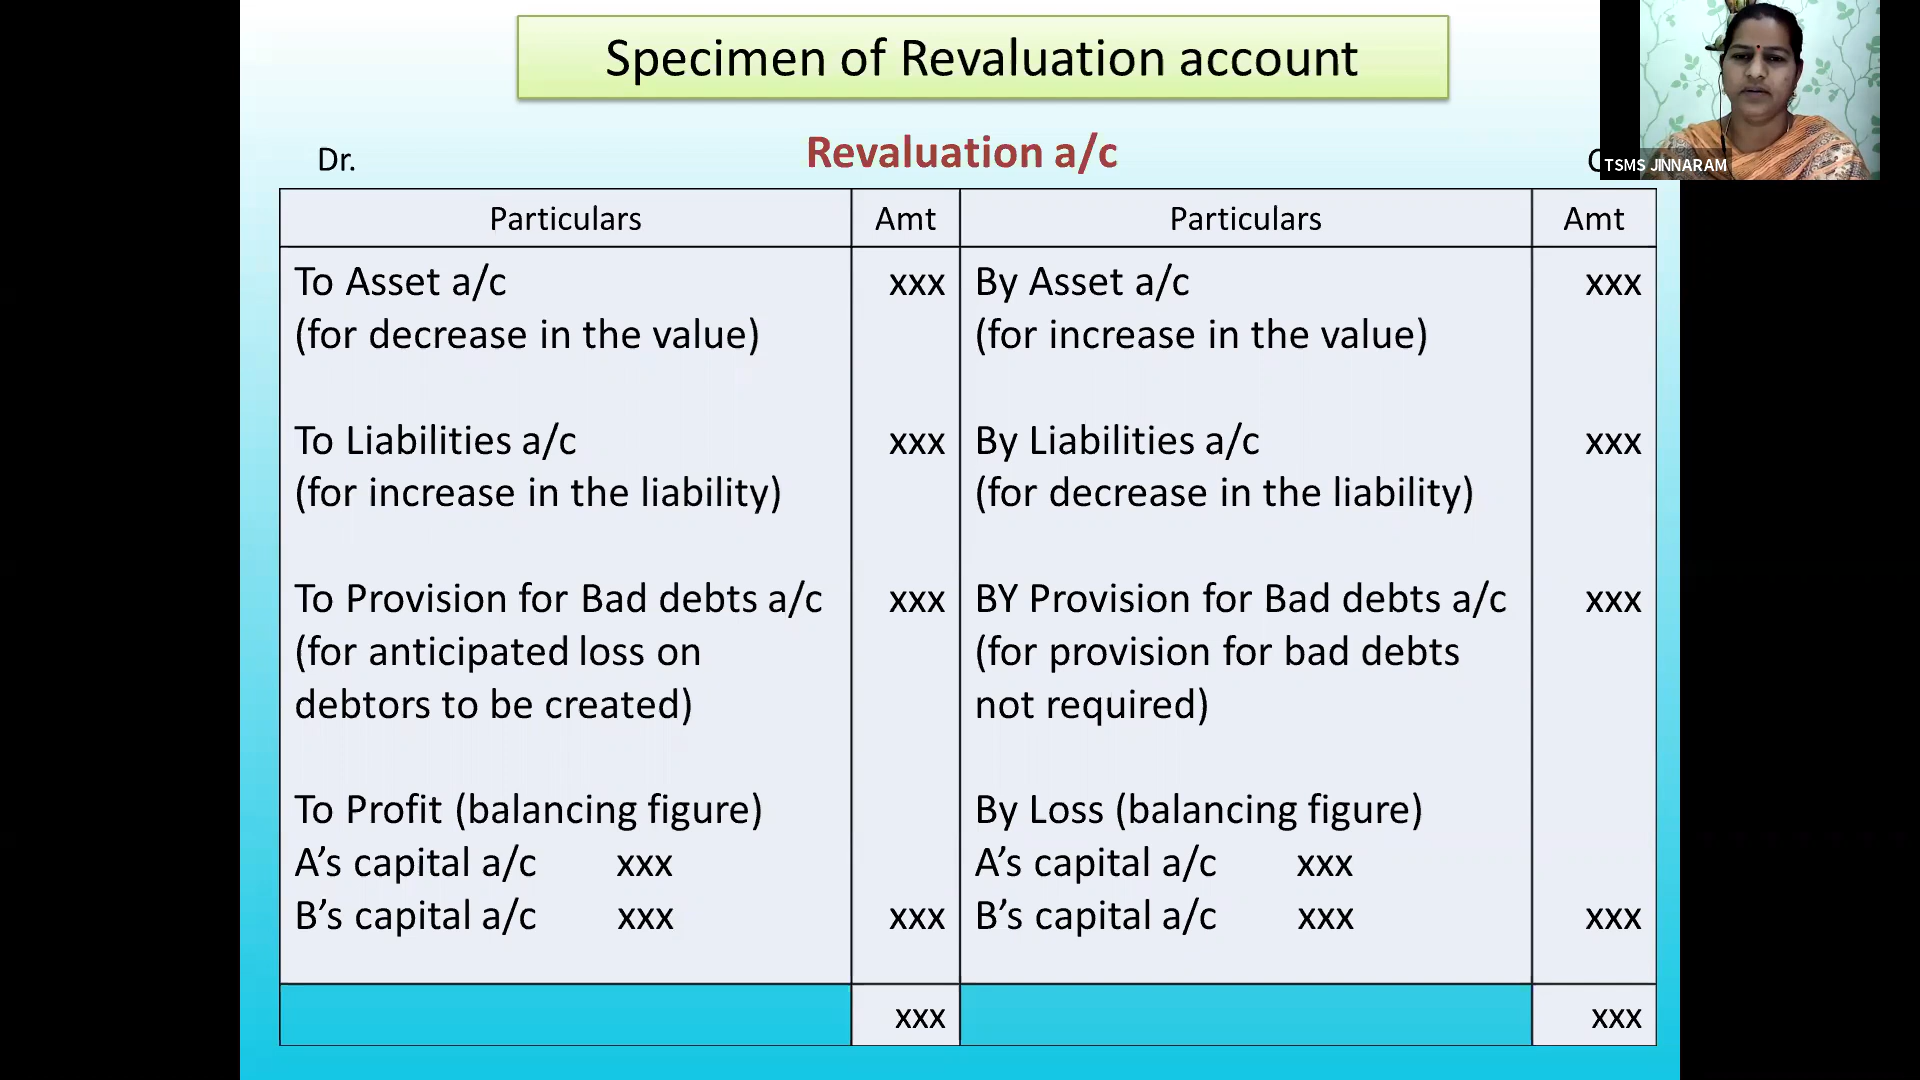 Specimen of Revaluation account
TSMS JINNARAM
Dr. Revaluation a/c
Particulars Amt Particulars Amt
To Asset a/c xxx By Asset a/c xxx
(for decrease in the value) (for increase in the value)
To Liabilities a/c xxx By Liabilities a/c xxx
(for increase in the liability) (for decrease in the liability)
To Provision for Bad debts a/c xxx BY Provision for Bad debts a/c xxx
(for anticipated loss on (for provision for bad debts
debtors to be created) not required)
To Profit (balancing figure) By Loss (balancing figure)
A’s capital a/c xxx A’s capital a/c xxx
B’s capital a/c xxx xxx B’s capital a/c xxx xxx
xxx xxx